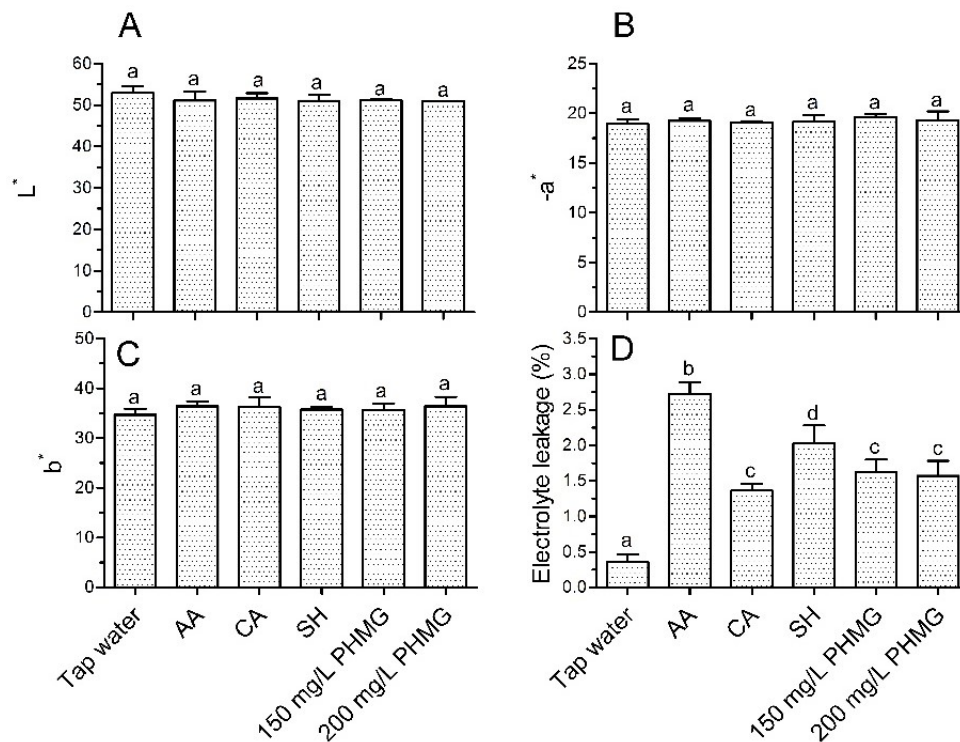 A
60
50
40
30
20
10
0
L*
a
a
a
a
a
a
B
25
20
15
10
5
0
-a*
a
a
a
a
a
a
C
50
40
30
20
10
0
b*
a
a
a
a
a
a
Tap water
AA
CA
SH
150 mg/L PHMG
200 mg/L PHMG
D
3.5
3.0
2.5
2.0
1.5
1.0
0.5
0.0
Electrolyte leakage (%)
a
b
c
d
c
c
Tap water
AA
CA
SH
150 mg/L PHMG
200 mg/L PHMG